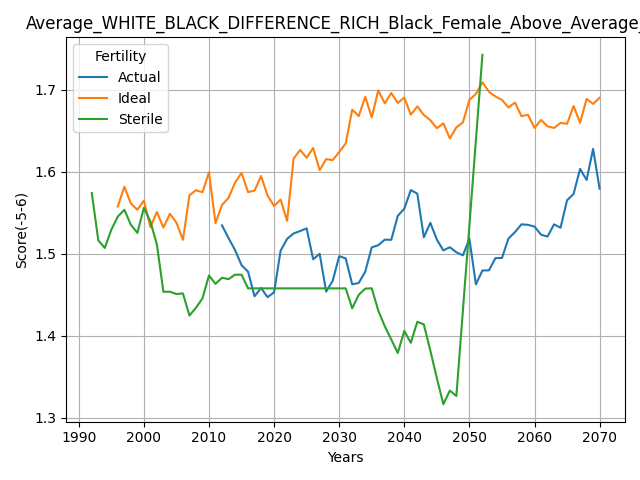 Average_WHITE_BLACK_DIFFERENCE_RICH_Black_Female_Above_Average_
Fertility
Actual
Ideal
Sterile
Score(-5-6)
1.7
1.6
1.5
1.4
1.3
1990 2000 2010 2020 2030 2040 2050 2060 2070
Years